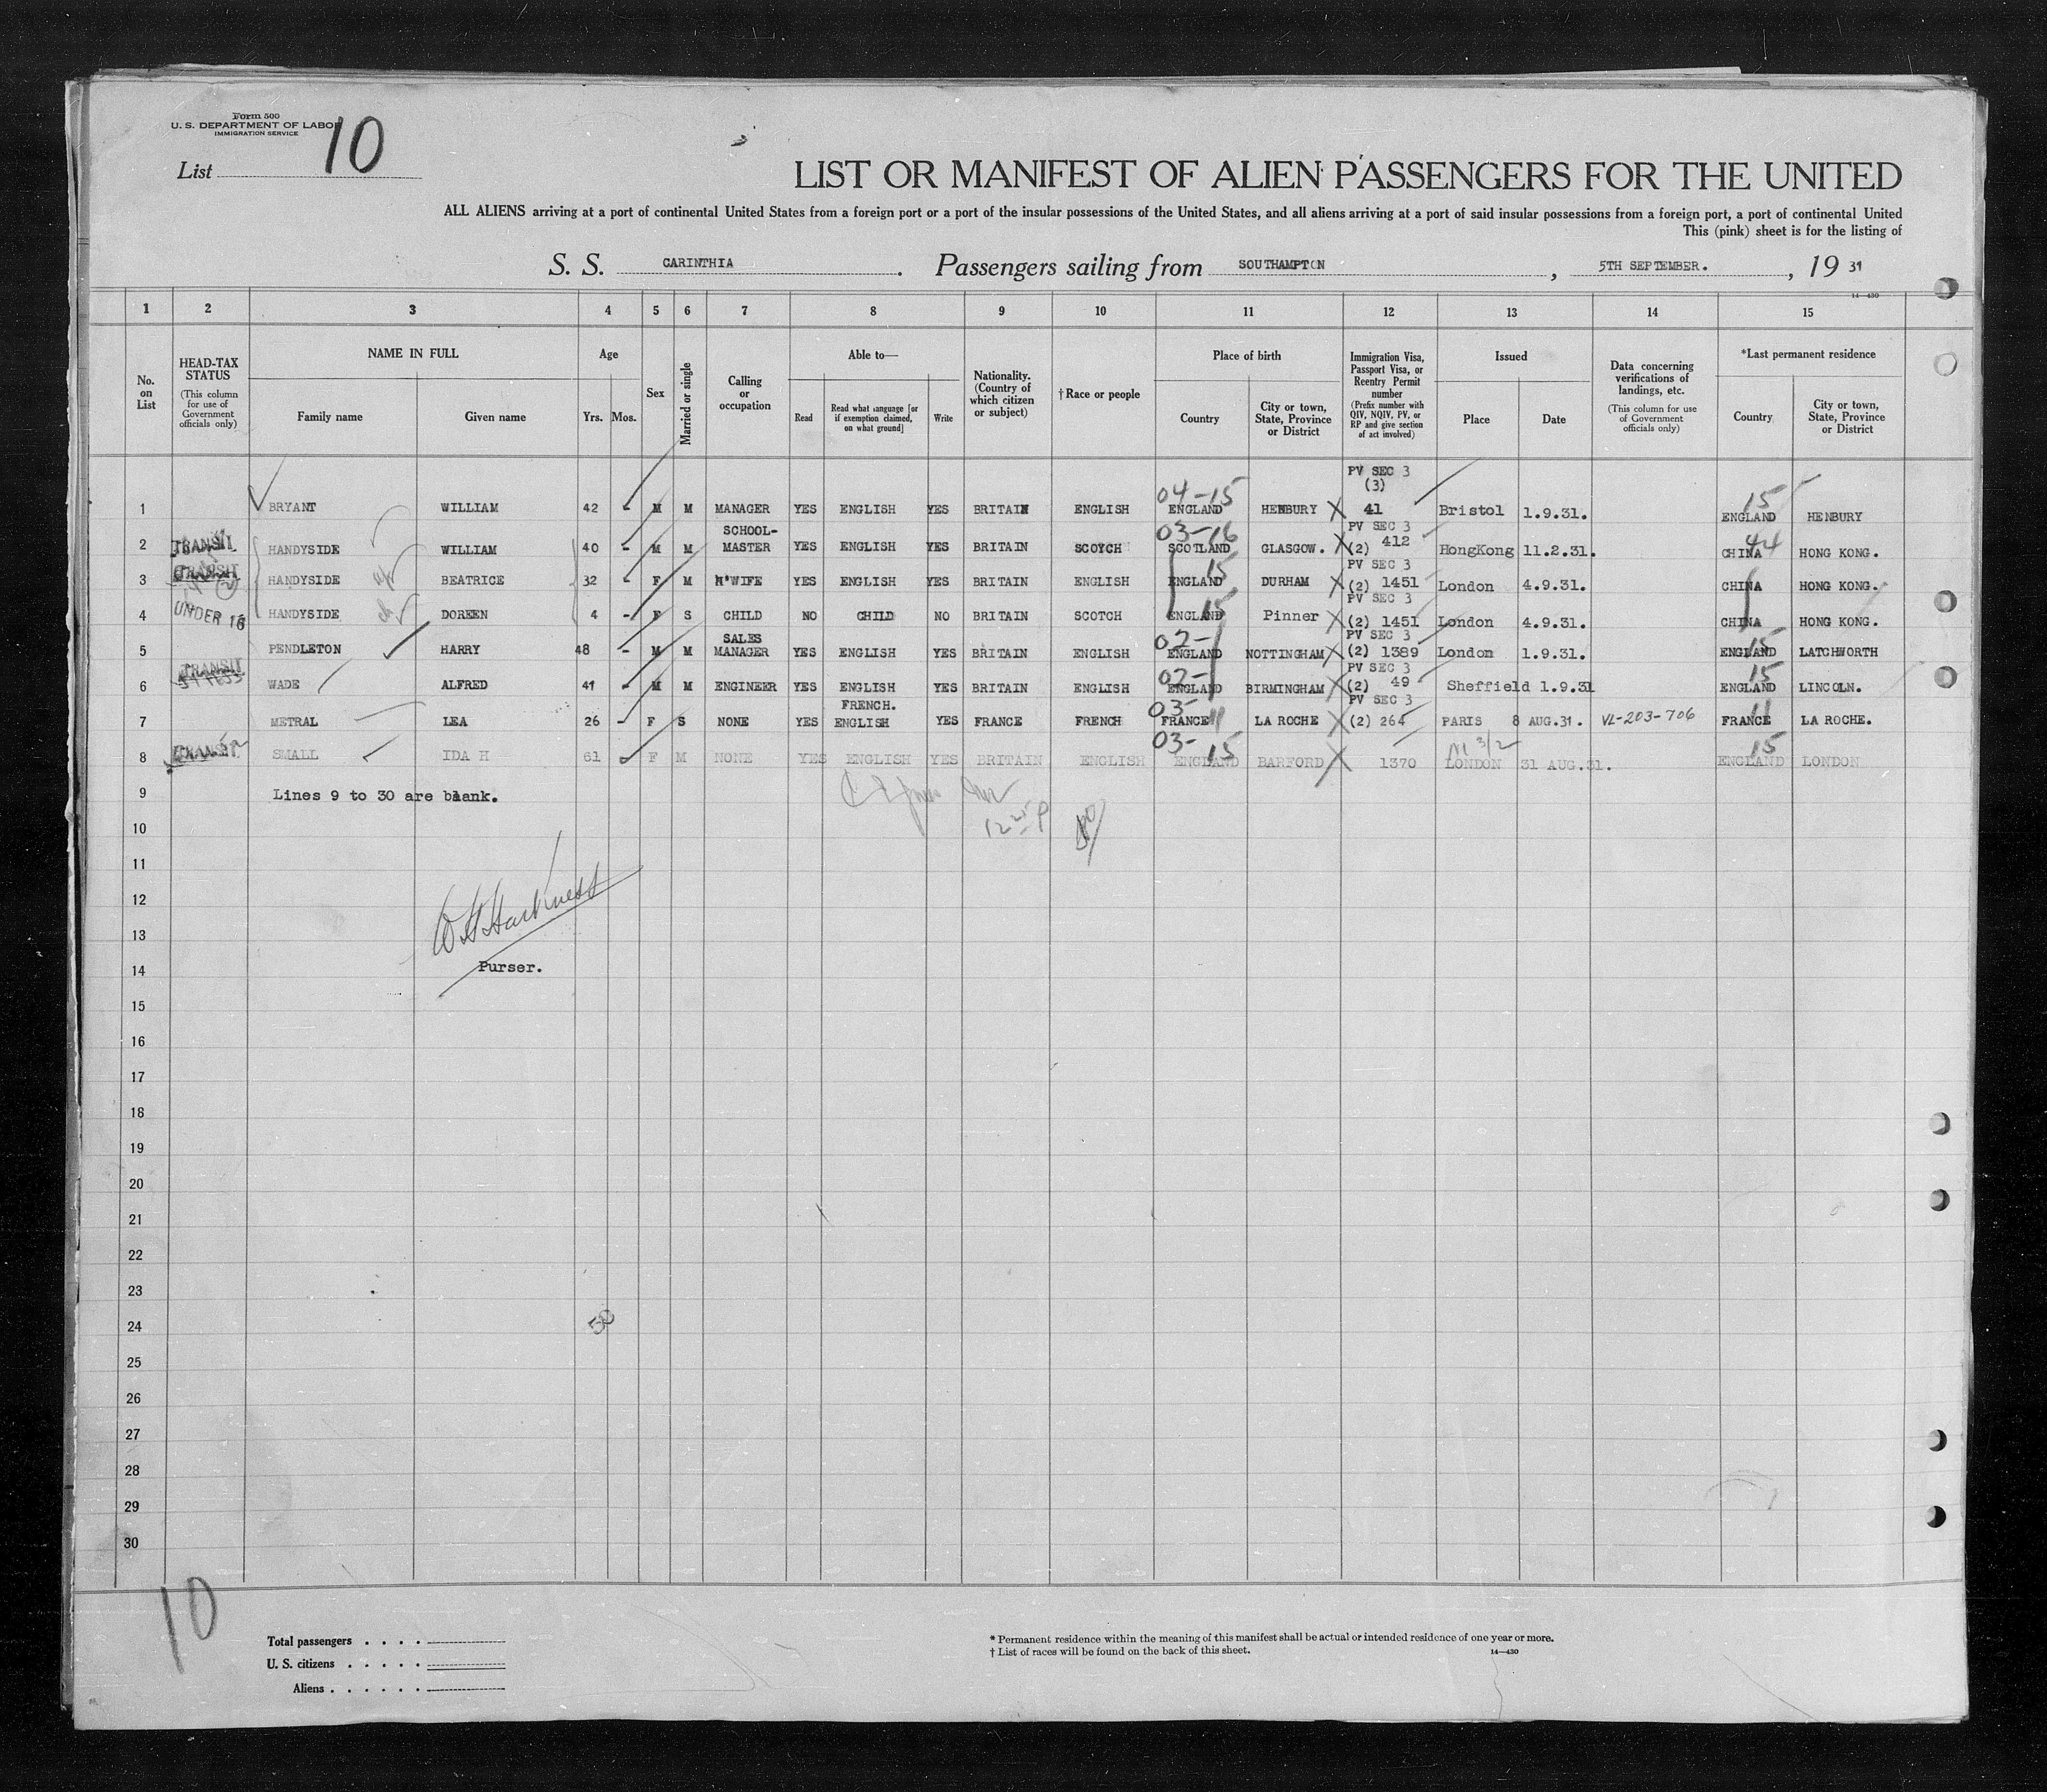 Form 500
U. S. DEPARTMENT OF LABOR
IMMIGRATION SERVICE
List 10
LIST OR MANIFEST OF ALIEN PASSENGERS FOR THE UNITED
ALL ALIENS arriving at a port of continental United States from a foreign port or a port of the insular possessions of the United States, and all aliens arriving at a port of said insular possessions from a foreign port, a port of continental United
This (pink) sheet is for the listing of
S. S. CARINTHIA. Passengers sailing from SOUTHAMPTON, 5TH SEPTEMBER., 19 31
14—430
1 2 3 4 5 6 7 8 9 10 11 12 13 14 15
No. on List
HEAD-TAX STATUS (This column for use of Government officials only)
NAME IN FULL Family name Given name
Age Yrs. Mos.
Sex
Married or single
Calling or occupation
Able to— Read Read what language [or if exemption claimed, on what ground] Write
Nationality. (Country of which citizen or subject)
† Race or people
Place of birth Country City or town, State, Province or District
Immigration Visa, Passport Visa, or Reentry Permit number (Prefix number with QIV, NQIV, PV, or RP and give section of act involved)
Issued Place Date
Data concerning verifications of landings, etc. (This column for use of Government officials only)
*Last permanent residence Country City or town, State, Province or District
1 BRYANT WILLIAM 42 M M MANAGER YES ENGLISH YES BRITAIN ENGLISH 04-15 ENGLAND HENBURY PV SEC 3 (3) 41 Bristol 1.9.31. 15 ENGLAND HENBURY
2 TRANSIT HANDYSIDE WILLIAM 40 - M M SCHOOL-MASTER YES ENGLISH YES BRITAIN SCOTCH 03-16 SCOTLAND GLASGOW. PV SEC 3 (2) 412 HongKong 11.2.31. 44 CHINA HONG KONG.
3 TRANSIT HANDYSIDE BEATRICE 32 - F M H'WIFE YES ENGLISH YES BRITAIN ENGLISH 15 ENGLAND DURHAM PV SEC 3 (2) 1451 London 4.9.31. CHINA HONG KONG.
4 UNDER 16 HANDYSIDE DOREEN 4 - F S CHILD NO CHILD NO BRITAIN SCOTCH 15 ENGLAND Pinner PV SEC 3 (2) 1451 London 4.9.31. CHINA HONG KONG.
5 PENDLETON HARRY 48 - M M SALES MANAGER YES ENGLISH YES BRITAIN ENGLISH 02- ENGLAND NOTTINGHAM PV SEC 3 (2) 1389 London 1.9.31. 15 ENGLAND LATCHWORTH
6 TRANSIT WADE ALFRED 41 - M M ENGINEER YES ENGLISH YES BRITAIN ENGLISH 02- ENGLAND BIRMINGHAM PV SEC 3 (2) 49 Sheffield 1.9.31 15 ENGLAND LINCOLN.
7 METRAL LEA 26 - F S NONE YES FRENCH. ENGLISH YES FRANCE FRENCH 03-11 FRANCE LA ROCHE PV SEC 3 (2) 264 PARIS 8 AUG.31. VL-203-706 11 FRANCE LA ROCHE.
8 TRANSIT SMALL IDA H 61 F M NONE YES ENGLISH YES BRITAIN ENGLISH 03-15 ENGLAND BARFORD 1370 3/2 LONDON 31 AUG.31. 15 ENGLAND LONDON
9 Lines 9 to 30 are blank.
10
11
12
W H Harkness
13
14 Purser.
15
16
17
18
19
20
21
22
23
24
25
26
27
28
29
30
10
Total passengers
U. S. citizens
Aliens
* Permanent residence within the meaning of this manifest shall be actual or intended residence of one year or more.
† List of races will be found on the back of this sheet. 14—430